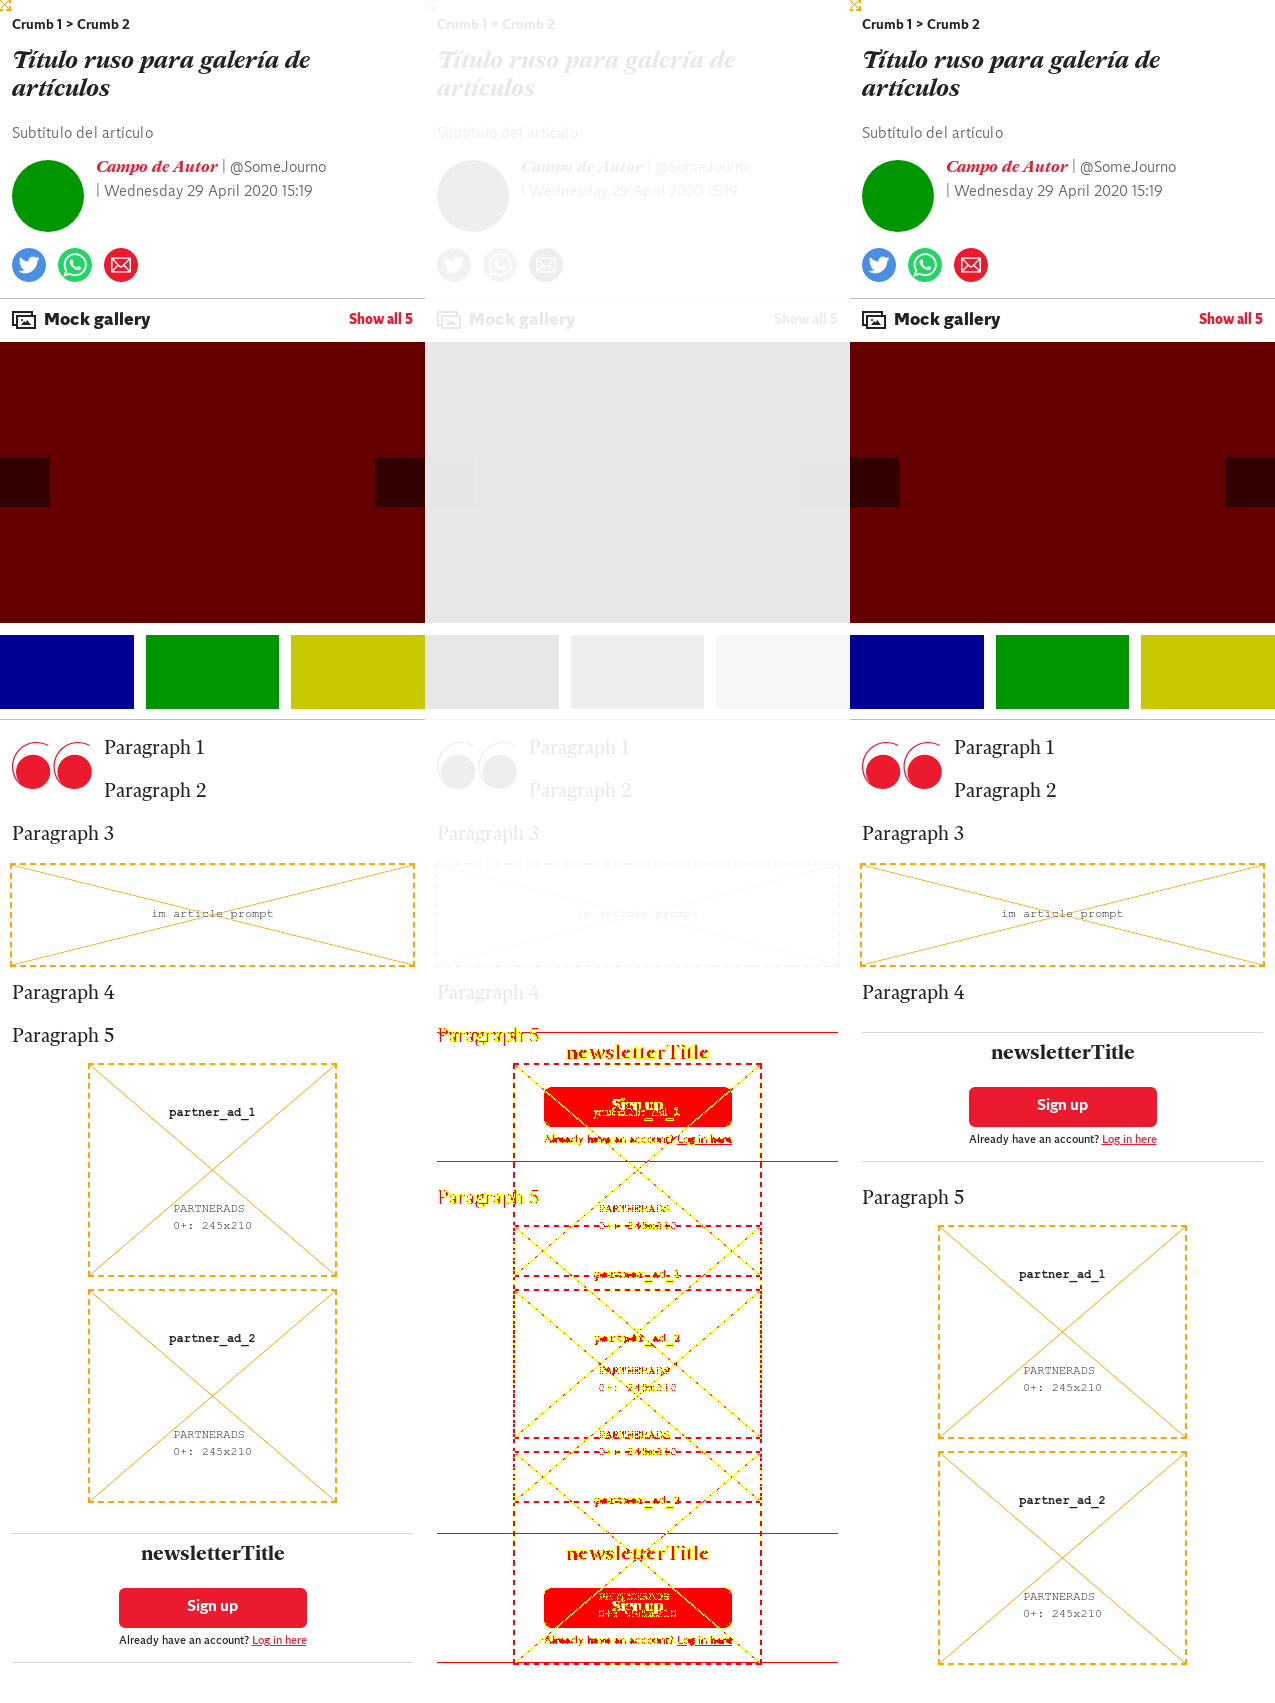 Crumb 1 > Crumb 2
Título ruso para galería de
artículos
Subtítulo del artículo
Campo de Autor | @SomeJourno
| Wednesday 29 April 2020 15:19
Mock gallery
Show all 5
Paragraph 1
Paragraph 2
Paragraph 3
im article prompt
Paragraph 4
Paragraph 5
partner_ad_1
PARTNERADS
0+: 245x210
partner_ad_2
PARTNERADS
0+: 245x210
newsletterTitle
Sign up
Already have an account? Log in here
Crumb 1 > Crumb 2
Título ruso para galería de
artículos
Subtítulo del artículo
Campo de Autor | @SomeJourno
| Wednesday 29 April 2020 15:19
Mock gallery
Show all 5
Paragraph 1
Paragraph 2
Paragraph 3
im article prompt
Paragraph 4
Paragraph 5
newsletterTitle
Sign up
partner_ad_1
Already have an account? Log in here
Paragraph 5
PARTNERADS
0+: 245x210
partner_ad_1
partner_ad_2
PARTNERADS
0+: 245x210
PARTNERADS
0+: 245x210
partner_ad_2
newsletterTitle
PARTNERADS
Sign up
0+: 245x210
Already have an account? Log in here
Crumb 1 > Crumb 2
Título ruso para galería de
artículos
Subtítulo del artículo
Campo de Autor | @SomeJourno
| Wednesday 29 April 2020 15:19
Mock gallery
Show all 5
Paragraph 1
Paragraph 2
Paragraph 3
im article prompt
Paragraph 4
newsletterTitle
Sign up
Already have an account? Log in here
Paragraph 5
partner_ad_1
PARTNERADS
0+: 245x210
partner_ad_2
PARTNERADS
0+: 245x210